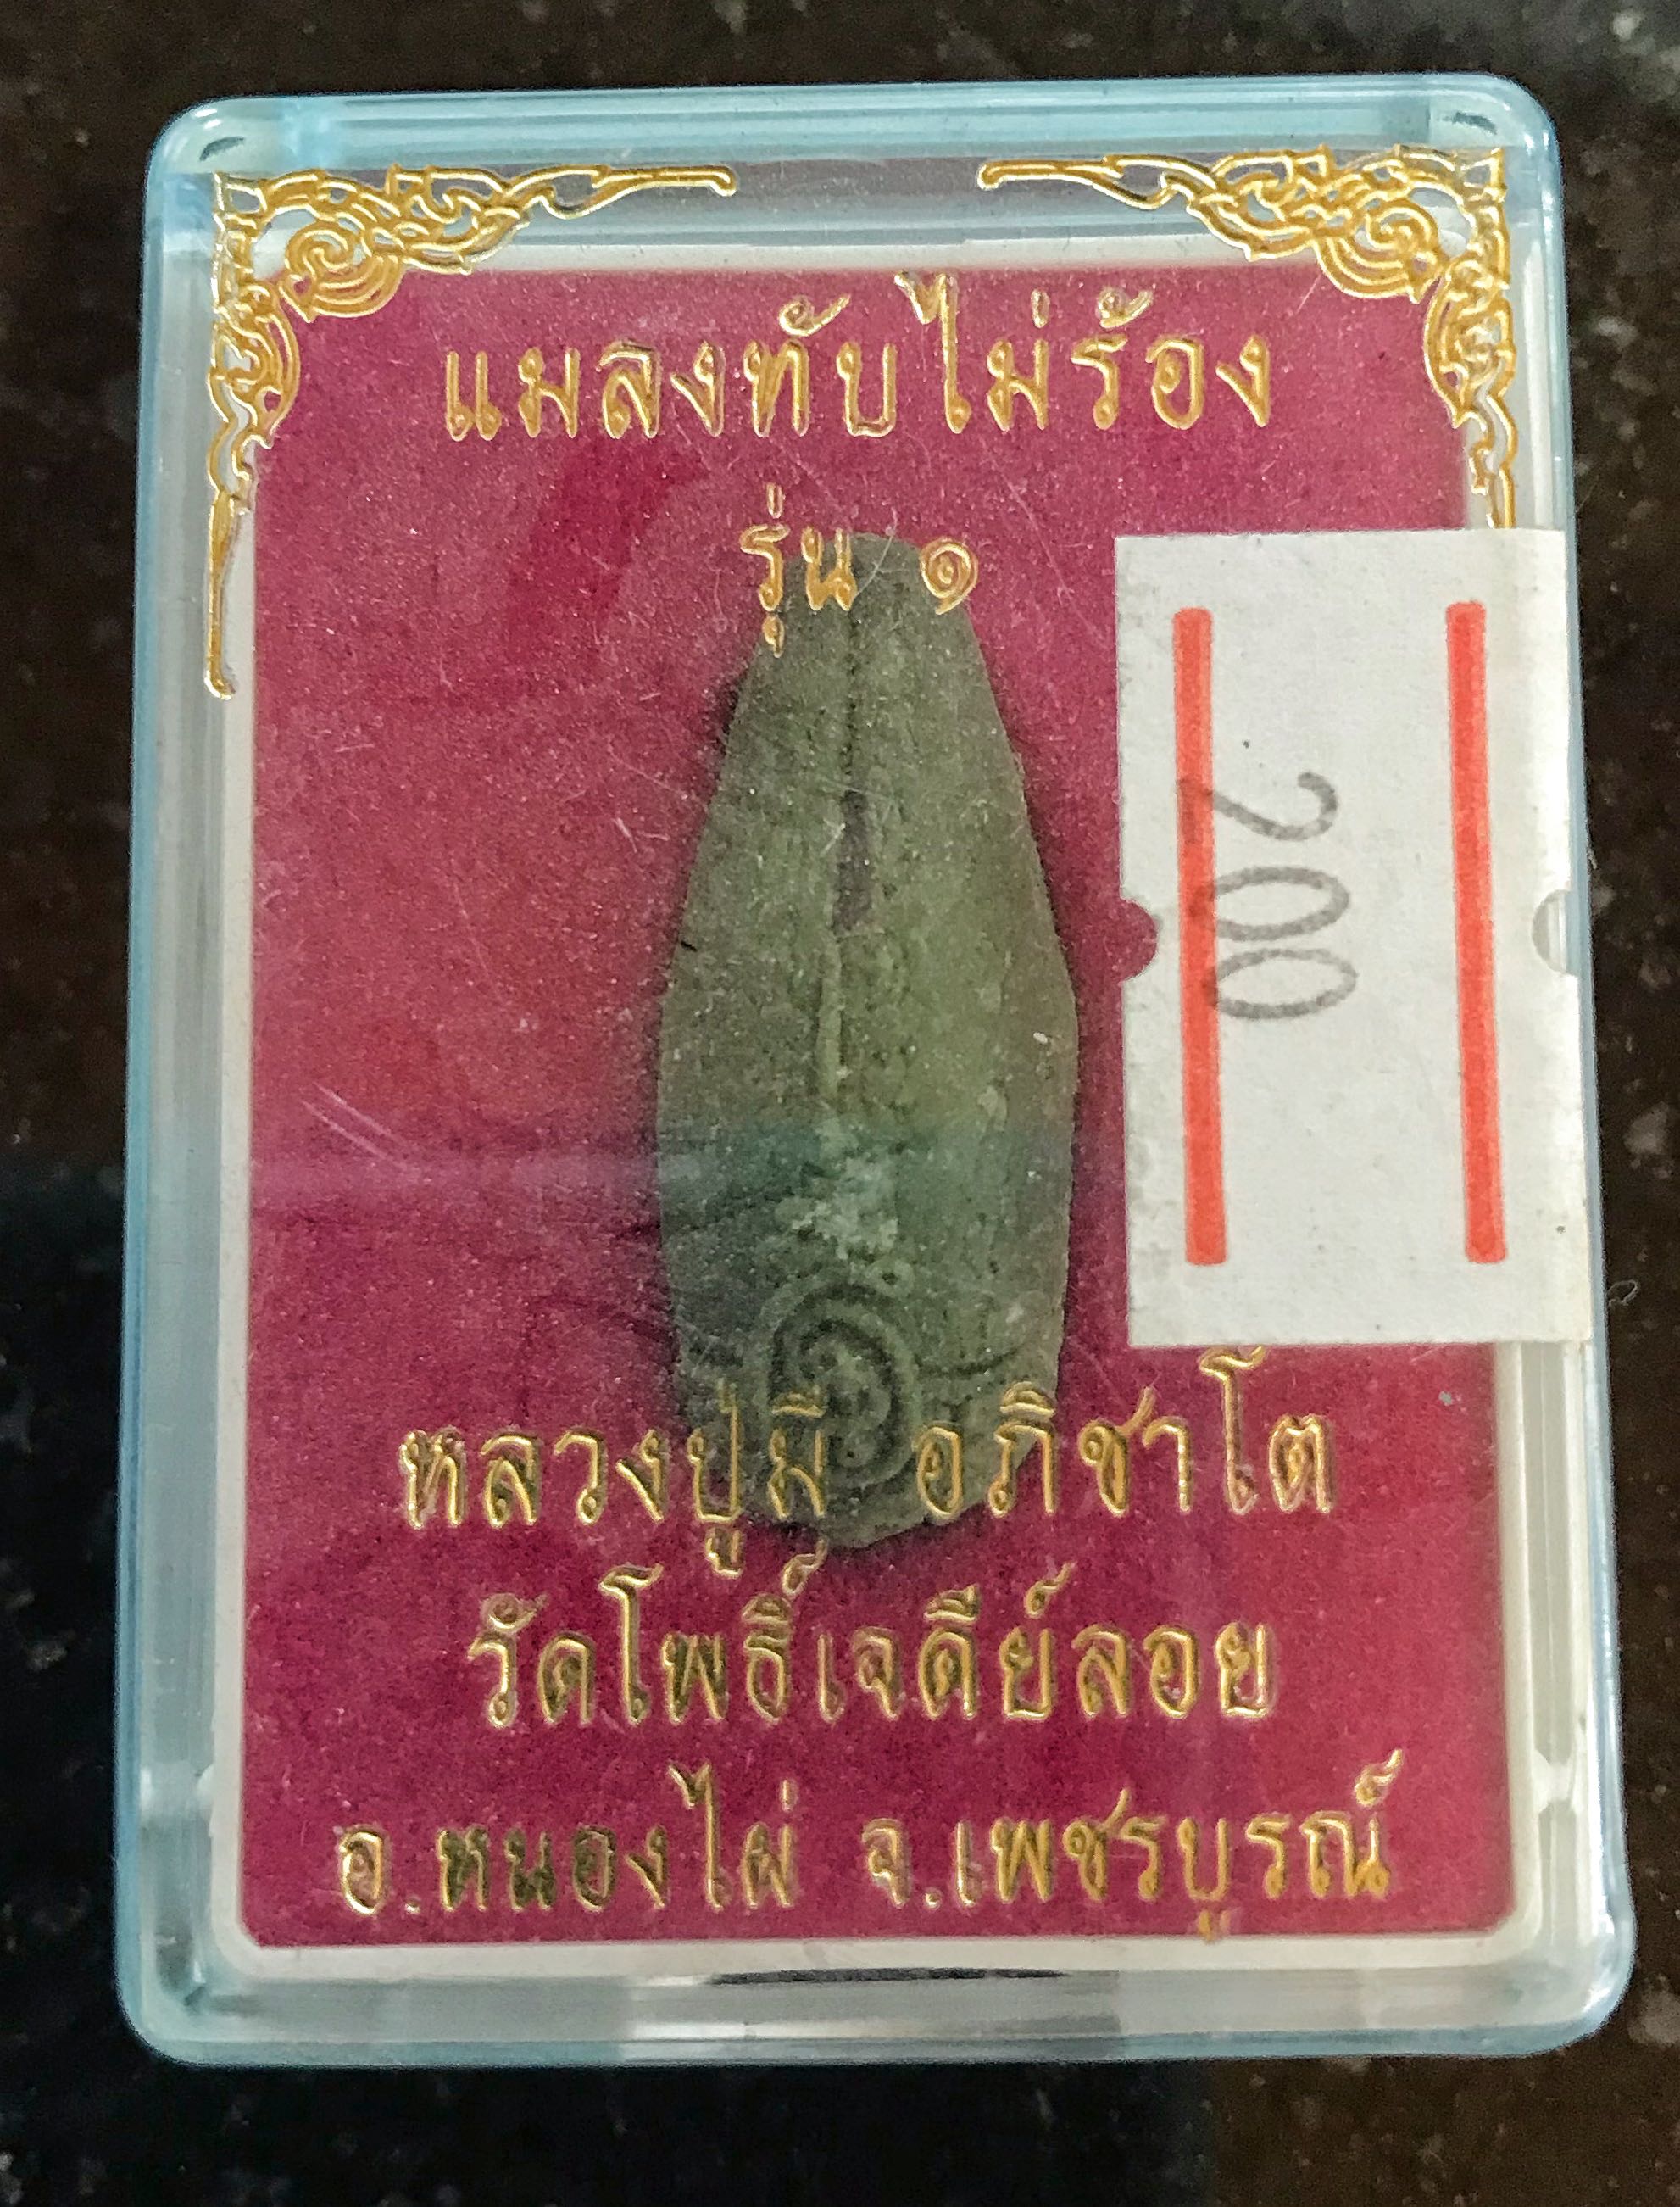 แมลงทับไม่ร้อง
รุ่น ๑
200
หลวงปู่มี อภิชาโต
วัดโพธิ์เจดีย์ลอย
อ.หนองไผ่ จ.เพชรบูรณ์